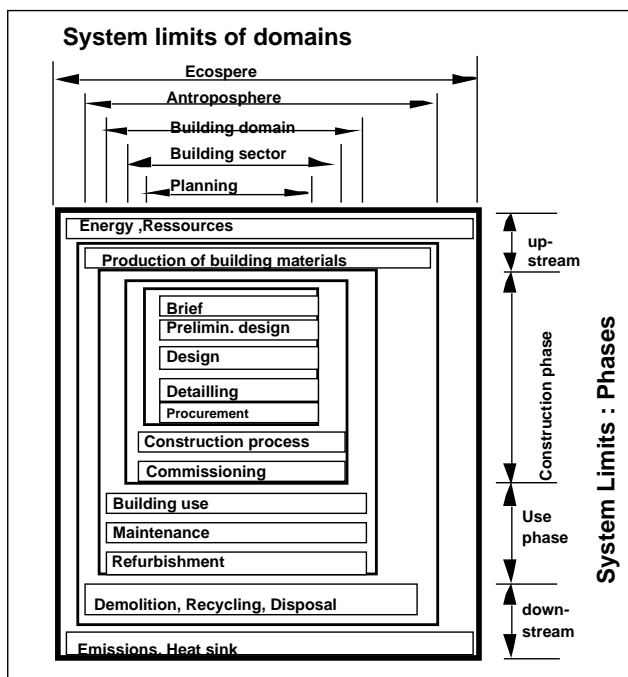 System limits of domains
Ecospere
Antroposphere
Building domain
Building sector
Planning
Energy ,Ressources
Production of building materials
Brief
Prelimin. design
Design
Detailling
Procurement
Construction process
Commissioning
Building use
Maintenance
Refurbishment
Demolition, Recycling, Disposal
Emissions, Heat sink
up-
stream
Construction phase
Use
phase
down-
stream
System Limits : Phases